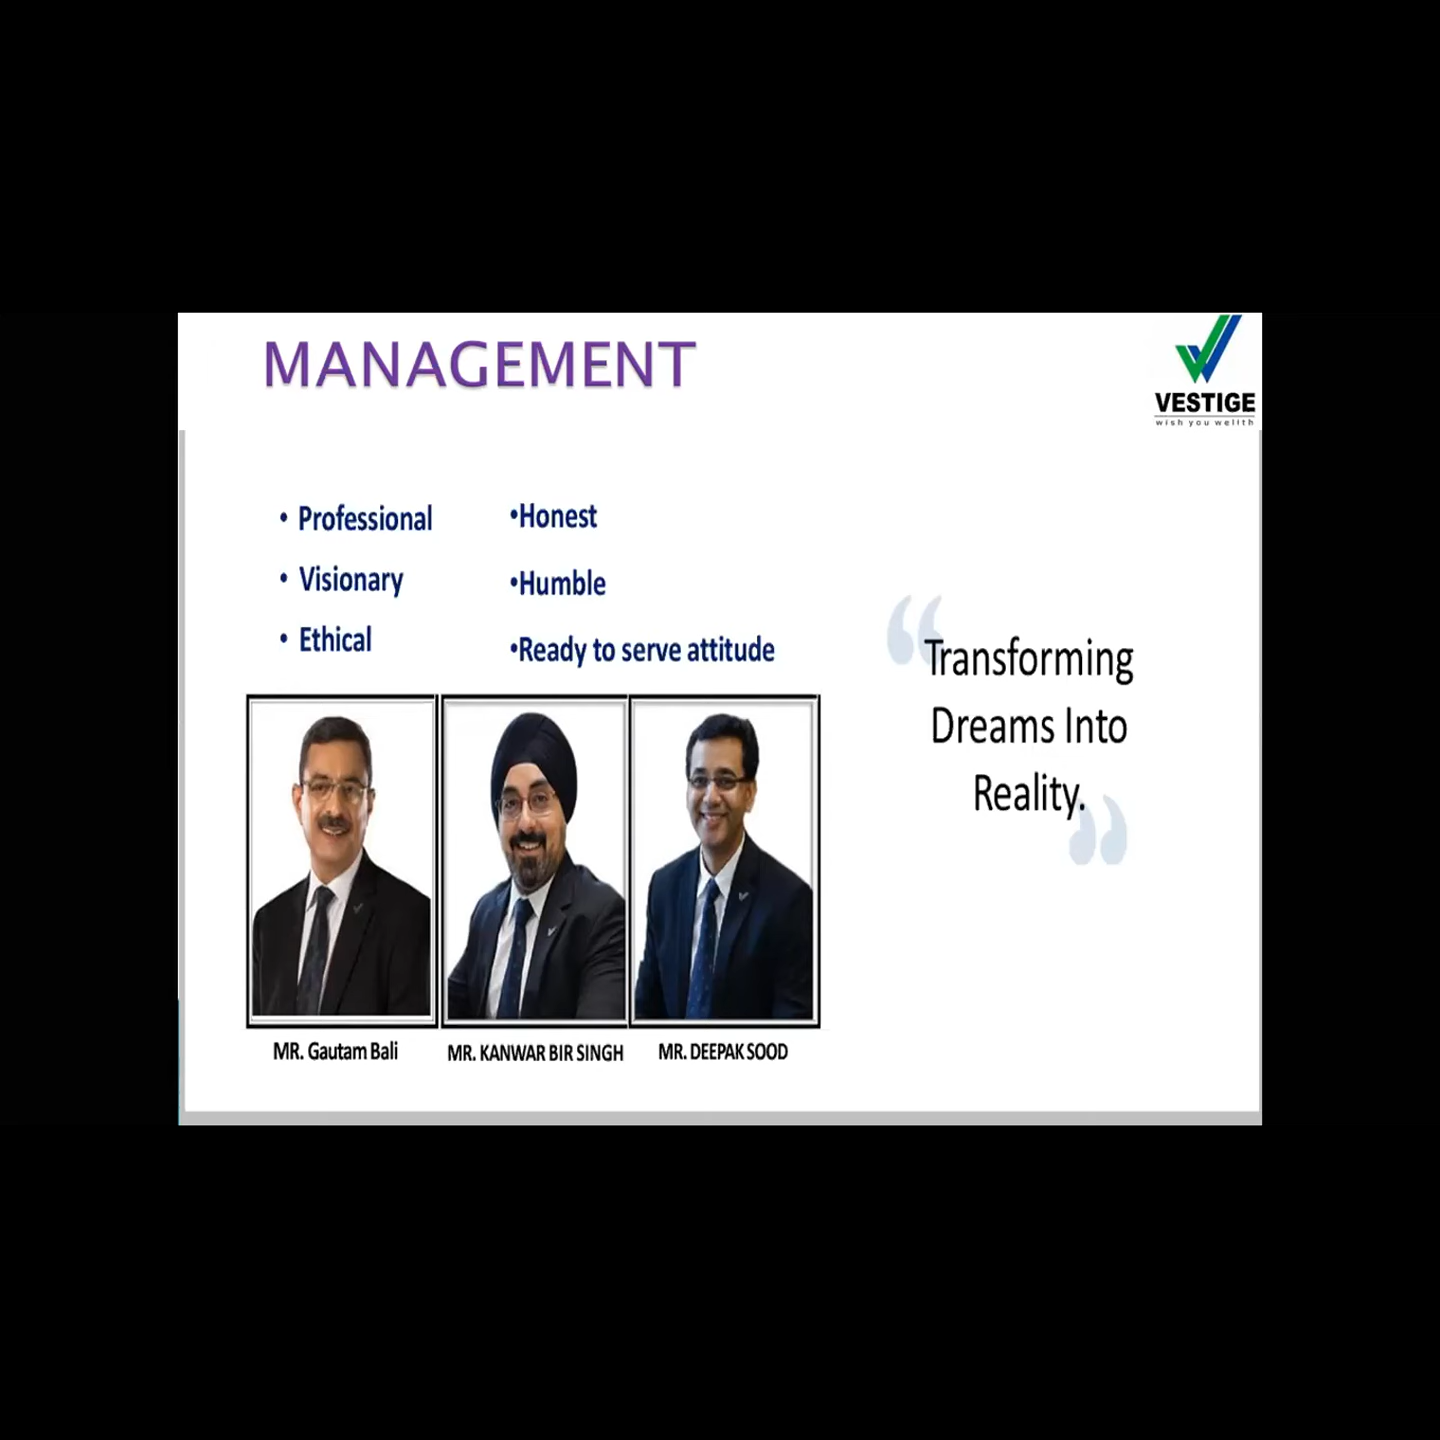 MANAGEMENT
VESTIGE
wish you wellth
• Professional
• Visionary
• Ethical
•Honest
•Humble
•Ready to serve attitude
“Transforming
Dreams Into
Reality.”
MR. Gautam Bali
MR. KANWAR BIR SINGH
MR. DEEPAK SOOD